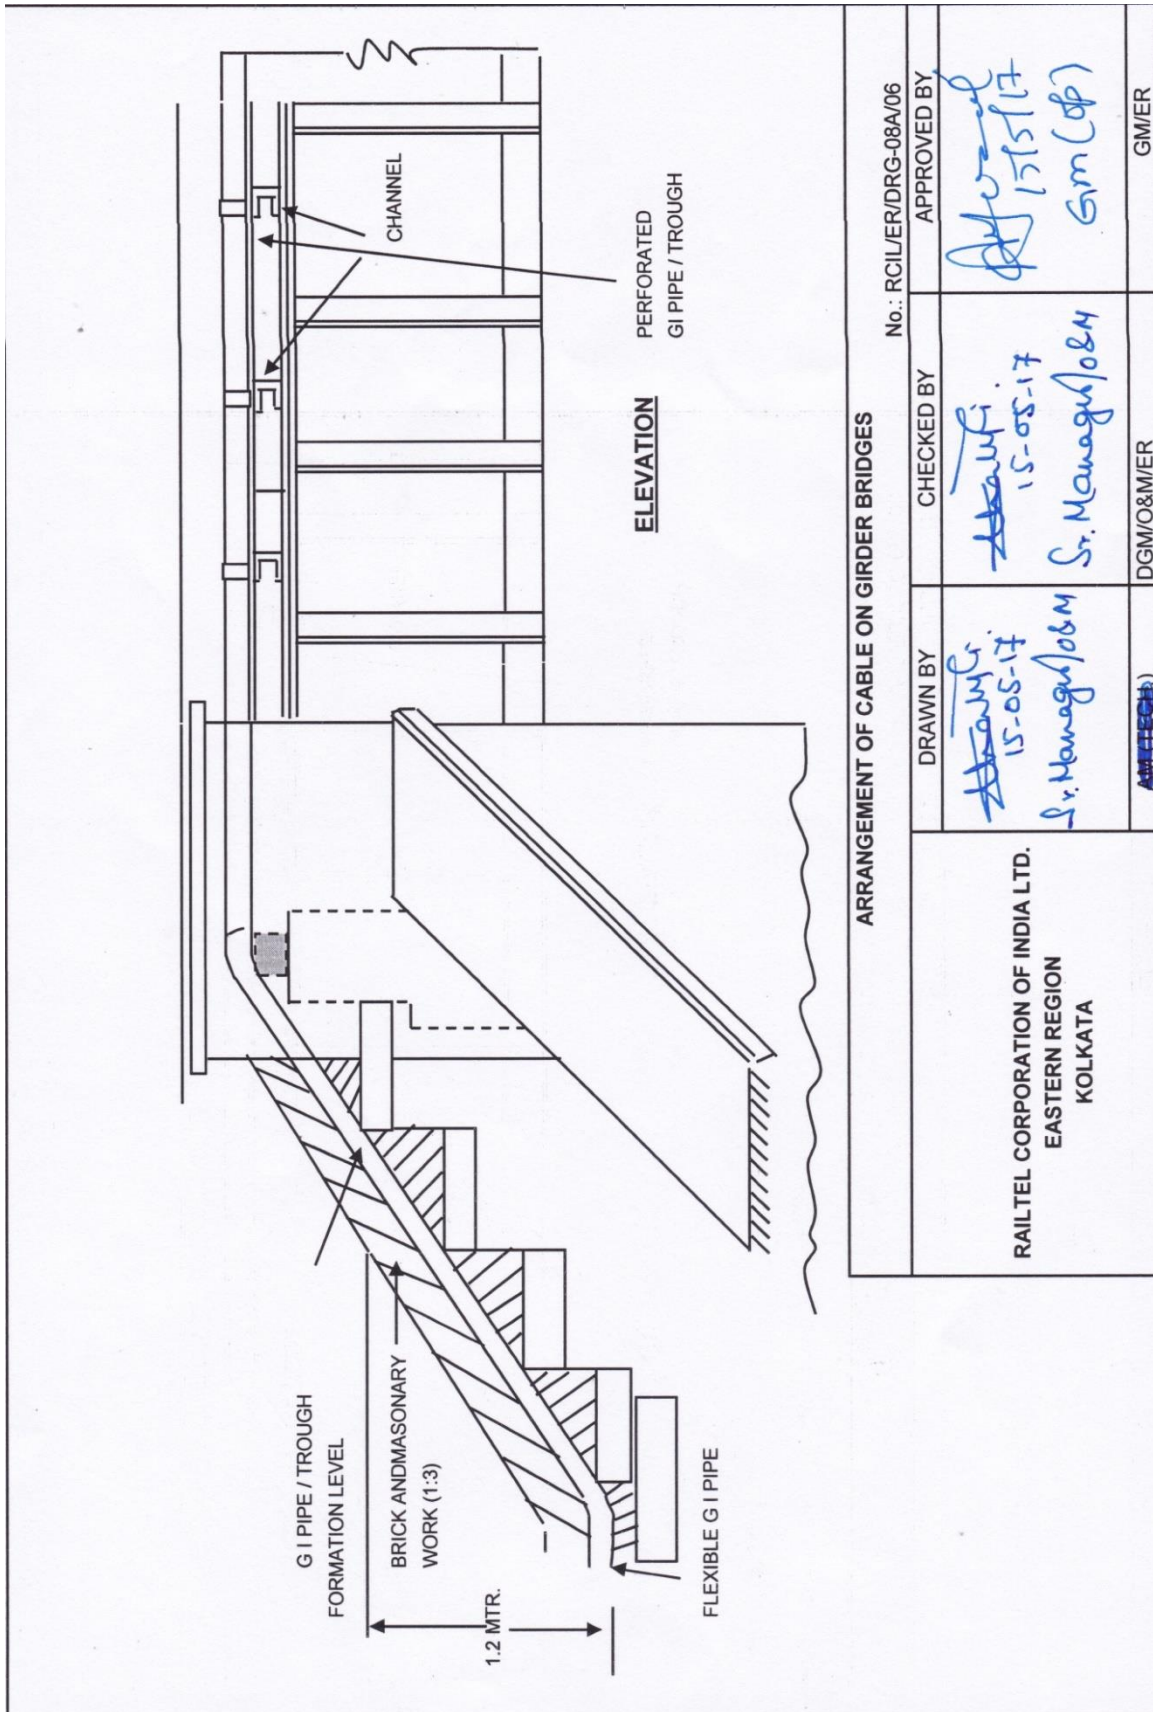 G I PIPE / TROUGH
FORMATION LEVEL
BRICK ANDMASONARY
WORK (1:3)
1.2 MTR.
FLEXIBLE G I PIPE
CHANNEL
PERFORATED
GI PIPE / TROUGH
ELEVATION
ARRANGEMENT OF CABLE ON GIRDER BRIDGES
No.: RCIL/ER/DRG-08A/06
RAILTEL CORPORATION OF INDIA LTD.
EASTERN REGION
KOLKATA
DRAWN BY
15-05-17
Sr. Manager/O&M
CHECKED BY
15-05-17
Sr. Manager/O&M
DGM/O&M/ER
APPROVED BY
15/5/17
Gm (op)
GM/ER